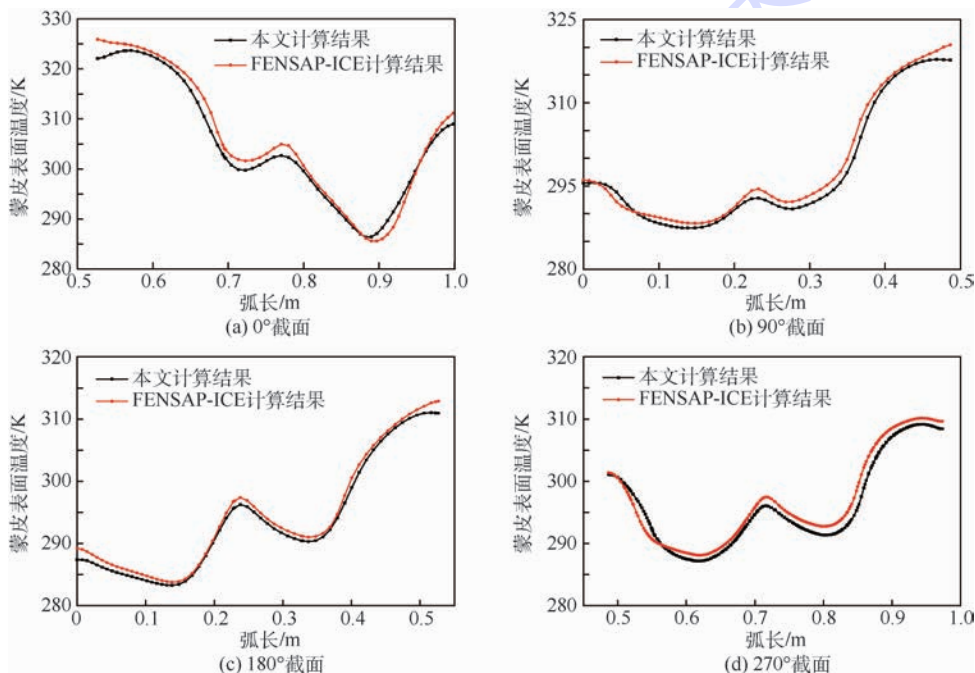 330
320
310
300
290
280
蒙皮表面温度/K
本文计算结果
FENSAP-ICE计算结果
0.5
0.6
0.7
0.8
0.9
1.0
弧长/m
(a) 0°截面
325
315
305
295
285
蒙皮表面温度/K
本文计算结果
FENSAP-ICE计算结果
0
0.1
0.2
0.3
0.4
0.5
弧长/m
(b) 90°截面
320
310
300
290
280
蒙皮表面温度/K
本文计算结果
FENSAP-ICE计算结果
0
0.1
0.2
0.3
0.4
0.5
弧长/m
(c) 180°截面
320
310
300
290
280
蒙皮表面温度/K
本文计算结果
FENSAP-ICE计算结果
0.5
0.6
0.7
0.8
0.9
1.0
弧长/m
(d) 270°截面